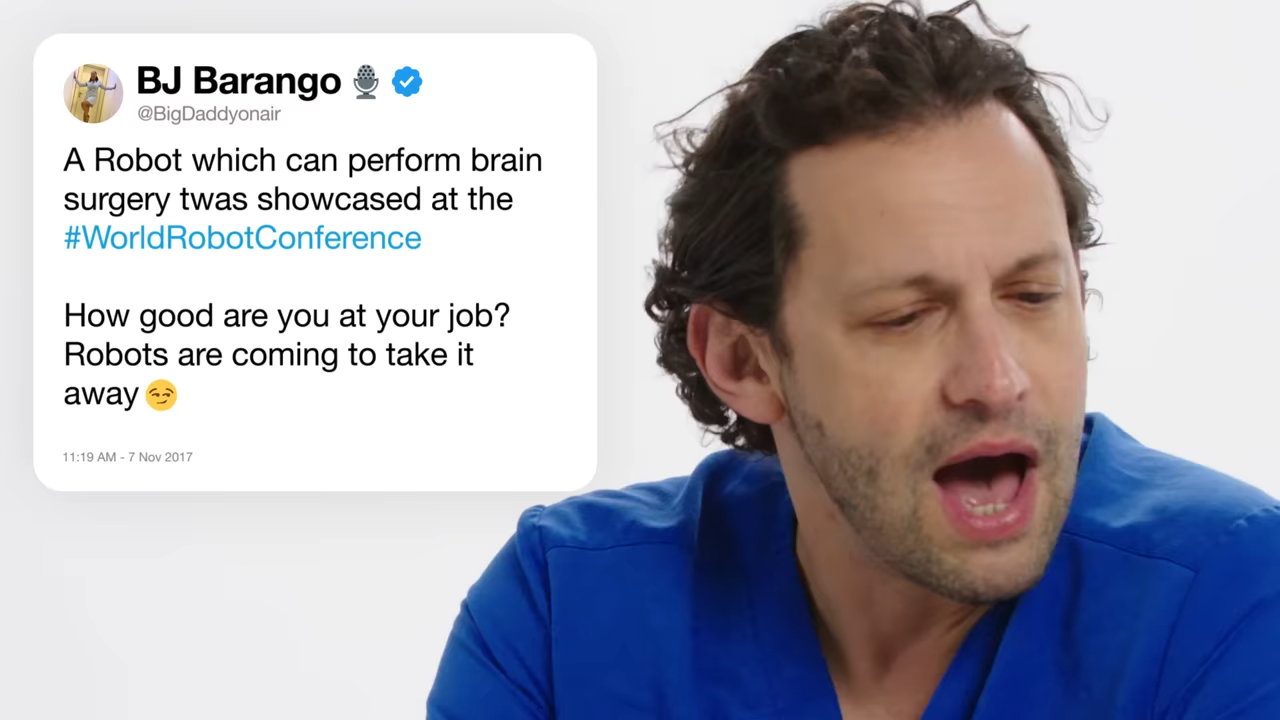 BJ Barango 🎙️
@BigDaddyonair
A Robot which can perform brain
surgery twas showcased at the
#WorldRobotConference
How good are you at your job?
Robots are coming to take it
away 😏
11:19 AM - 7 Nov 2017